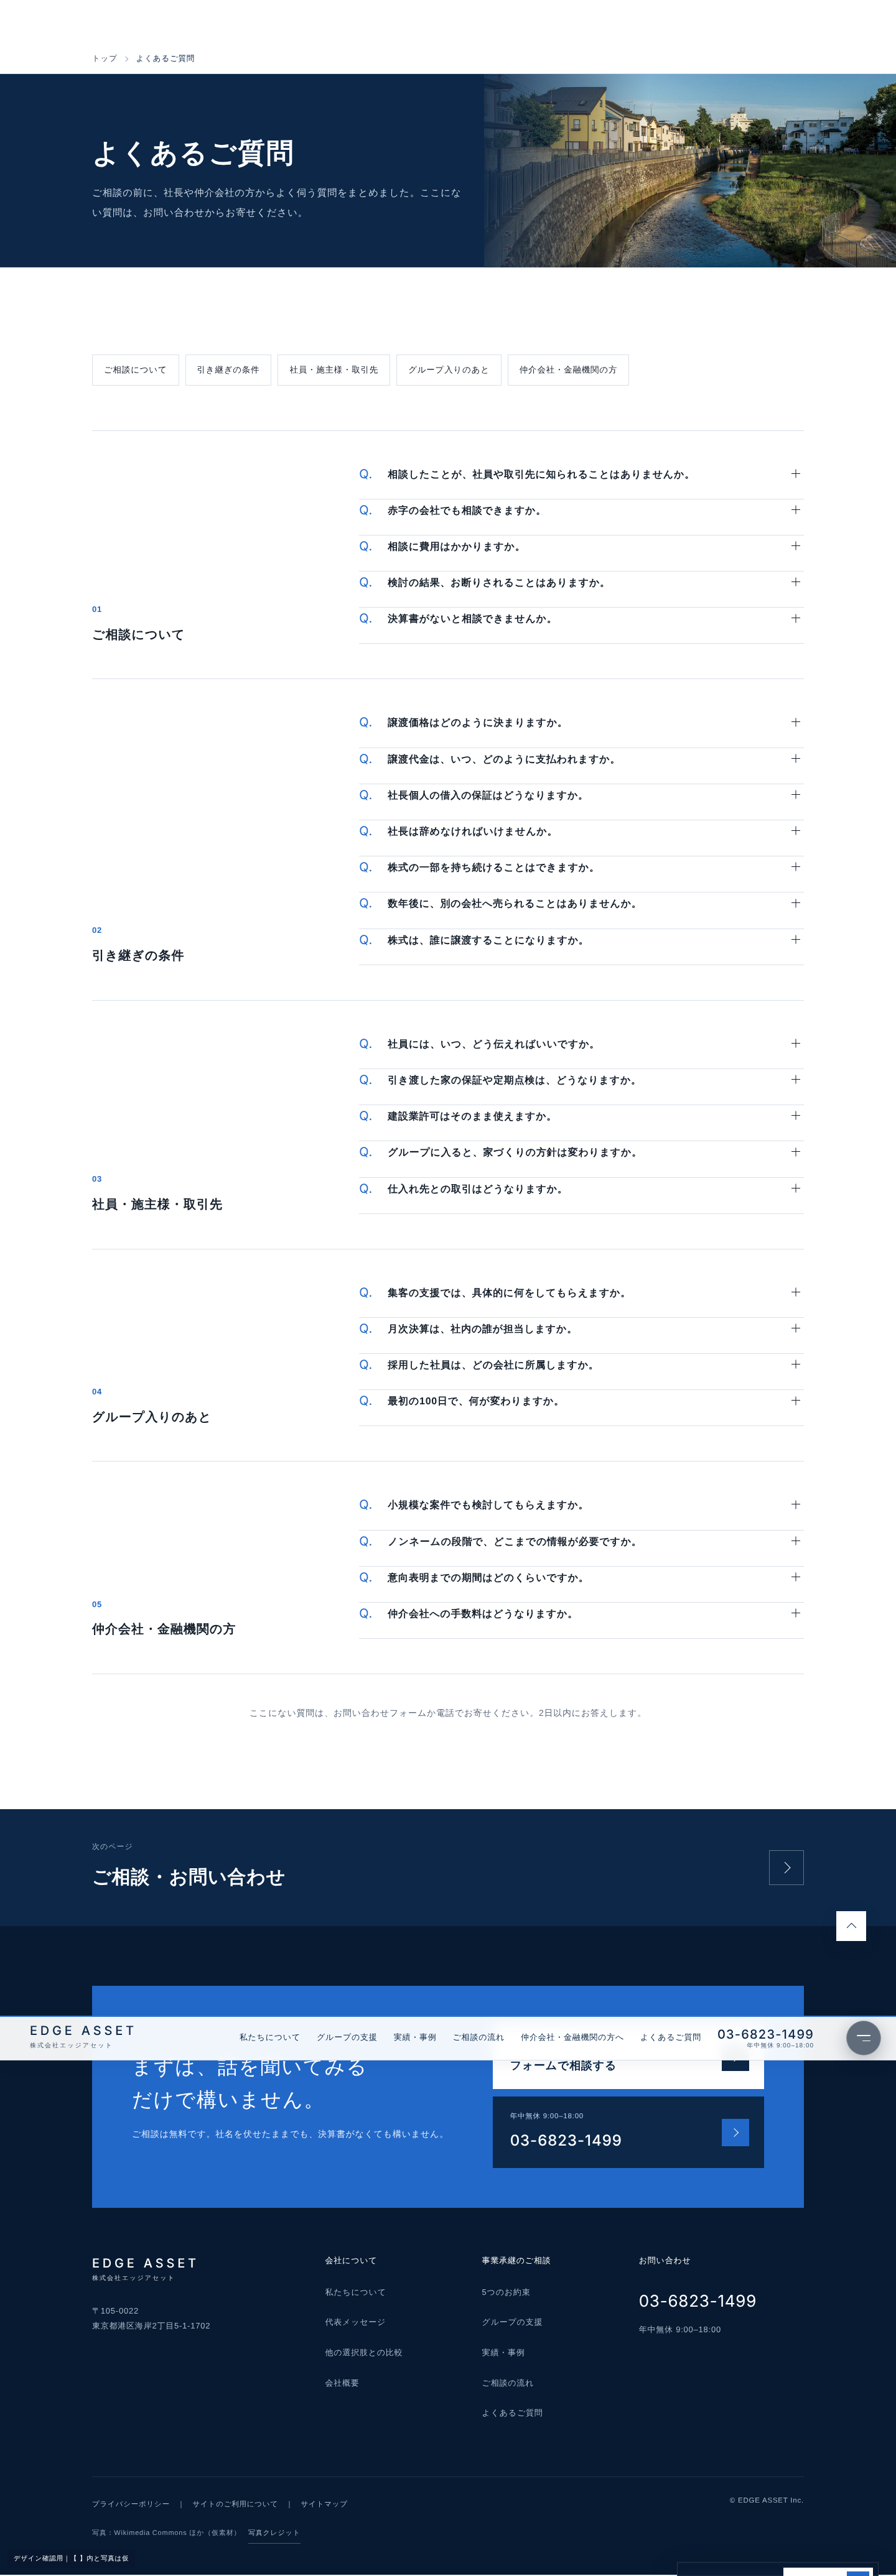 トップ > よくあるご質問
よくあるご質問
ご相談の前に、社長や仲介会社の方からよく伺う質問をまとめました。ここにな
い質問は、お問い合わせからお寄せください。
ご相談について
引き継ぎの条件
社員・施主様・取引先
グループ入りのあと
仲介会社・金融機関の方
01
ご相談について
Q. 相談したことが、社員や取引先に知られることはありませんか。
Q. 赤字の会社でも相談できますか。
Q. 相談に費用はかかりますか。
Q. 検討の結果、お断りされることはありますか。
Q. 決算書がないと相談できませんか。
02
引き継ぎの条件
Q. 譲渡価格はどのように決まりますか。
Q. 譲渡代金は、いつ、どのように支払われますか。
Q. 社長個人の借入の保証はどうなりますか。
Q. 社長は辞めなければいけませんか。
Q. 株式の一部を持ち続けることはできますか。
Q. 数年後に、別の会社へ売られることはありませんか。
Q. 株式は、誰に譲渡することになりますか。
03
社員・施主様・取引先
Q. 社員には、いつ、どう伝えればいいですか。
Q. 引き渡した家の保証や定期点検は、どうなりますか。
Q. 建設業許可はそのまま使えますか。
Q. グループに入ると、家づくりの方針は変わりますか。
Q. 仕入れ先との取引はどうなりますか。
04
グループ入りのあと
Q. 集客の支援では、具体的に何をしてもらえますか。
Q. 月次決算は、社内の誰が担当しますか。
Q. 採用した社員は、どの会社に所属しますか。
Q. 最初の100日で、何が変わりますか。
05
仲介会社・金融機関の方
Q. 小規模な案件でも検討してもらえますか。
Q. ノンネームの段階で、どこまでの情報が必要ですか。
Q. 意向表明までの期間はどのくらいですか。
Q. 仲介会社への手数料はどうなりますか。
ここにない質問は、お問い合わせフォームか電話でお寄せください。2日以内にお答えします。
次のページ
ご相談・お問い合わせ
EDGE ASSET
株式会社エッジアセット
私たちについて
グループの支援
実績・事例
ご相談の流れ
仲介会社・金融機関の方へ
よくあるご質問
03-6823-1499
年中無休 9:00–18:00
まずは、話を聞いてみる
だけで構いません。
ご相談は無料です。社名を伏せたままでも、決算書がなくても構いません。
フォームで相談する
年中無休 9:00–18:00
03-6823-1499
EDGE ASSET
株式会社エッジアセット
〒105-0022
東京都港区海岸2丁目5-1-1702
会社について
私たちについて
代表メッセージ
他の選択肢との比較
会社概要
事業承継のご相談
5つのお約束
グループの支援
実績・事例
ご相談の流れ
よくあるご質問
お問い合わせ
03-6823-1499
年中無休 9:00–18:00
プライバシーポリシー | サイトのご利用について | サイトマップ
© EDGE ASSET Inc.
写真：Wikimedia Commons ほか（仮素材） 写真クレジット
デザイン確認用｜【 】内と写真は仮